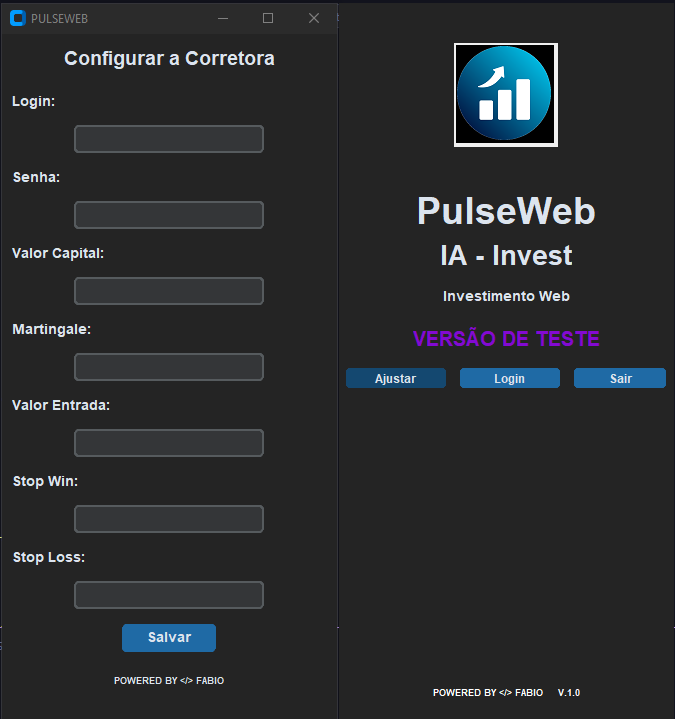 PULSEWEB
Configurar a Corretora
Login:
Senha:
Valor Capital:
Martingale:
Valor Entrada:
Stop Win:
Stop Loss:
Salvar
POWERED BY </> FABIO
PulseWeb
IA - Invest
Investimento Web
VERSÃO DE TESTE
Ajustar Login Sair
POWERED BY </> FABIO V.1.0